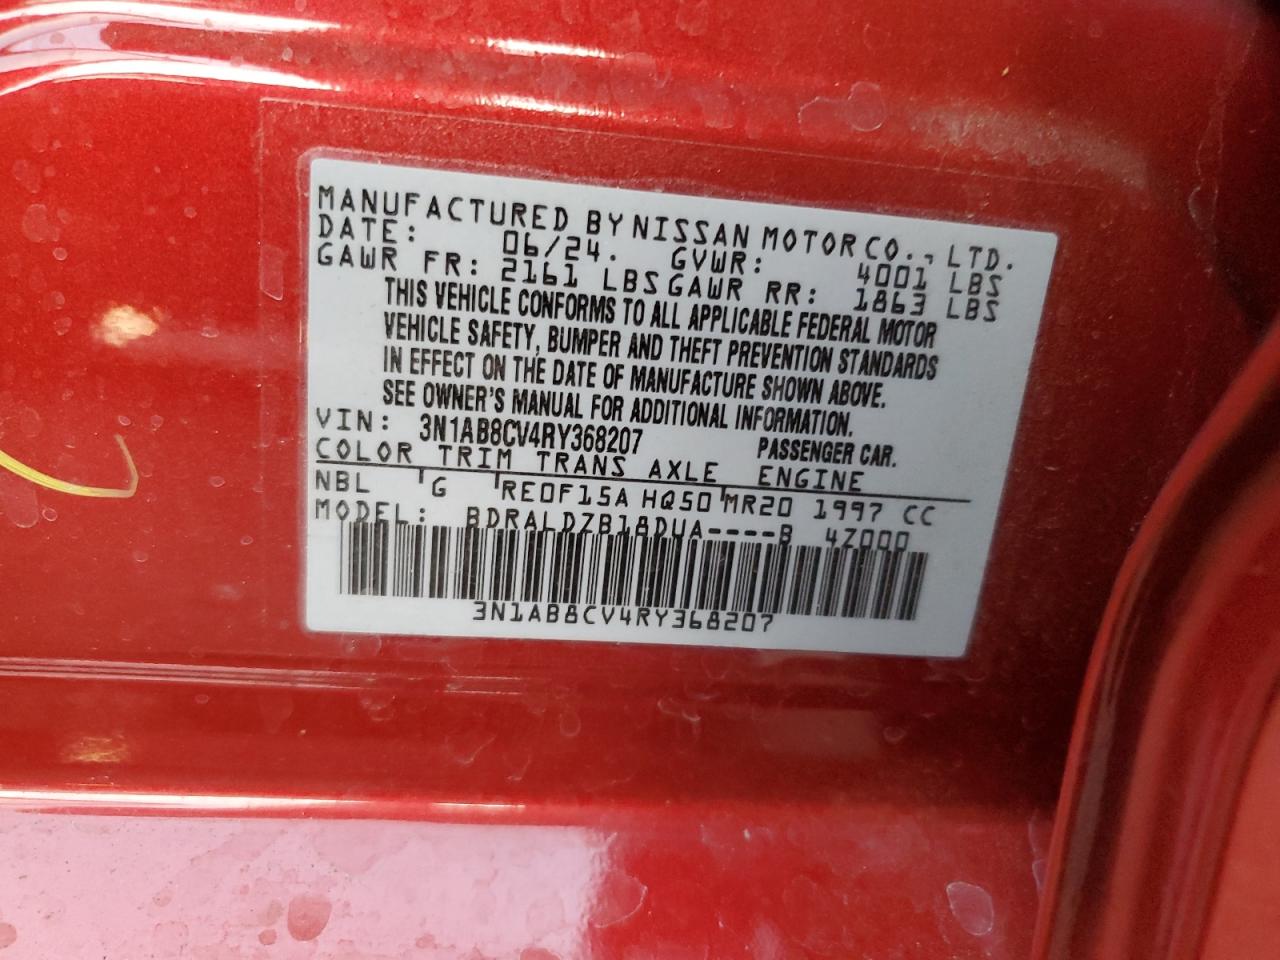 MANUFACTURED BY NISSAN MOTOR CO., LTD.
DATE: 06/24. GVWR: 4001 LBS
GAWR FR: 2161 LBS GAWR RR: 1863 LBS
THIS VEHICLE CONFORMS TO ALL APPLICABLE FEDERAL MOTOR
VEHICLE SAFETY, BUMPER AND THEFT PREVENTION STANDARDS
IN EFFECT ON THE DATE OF MANUFACTURE SHOWN ABOVE.
SEE OWNER'S MANUAL FOR ADDITIONAL INFORMATION.
VIN: 3N1AB8CV4RY368207 PASSENGER CAR.
COLOR TRIM TRANS AXLE ENGINE
NBL G RE0F15A HQ50 MR20 1997 CC
MODEL: BDRALDZB18DUA----B 4Z000
3N1AB8CV4RY368207